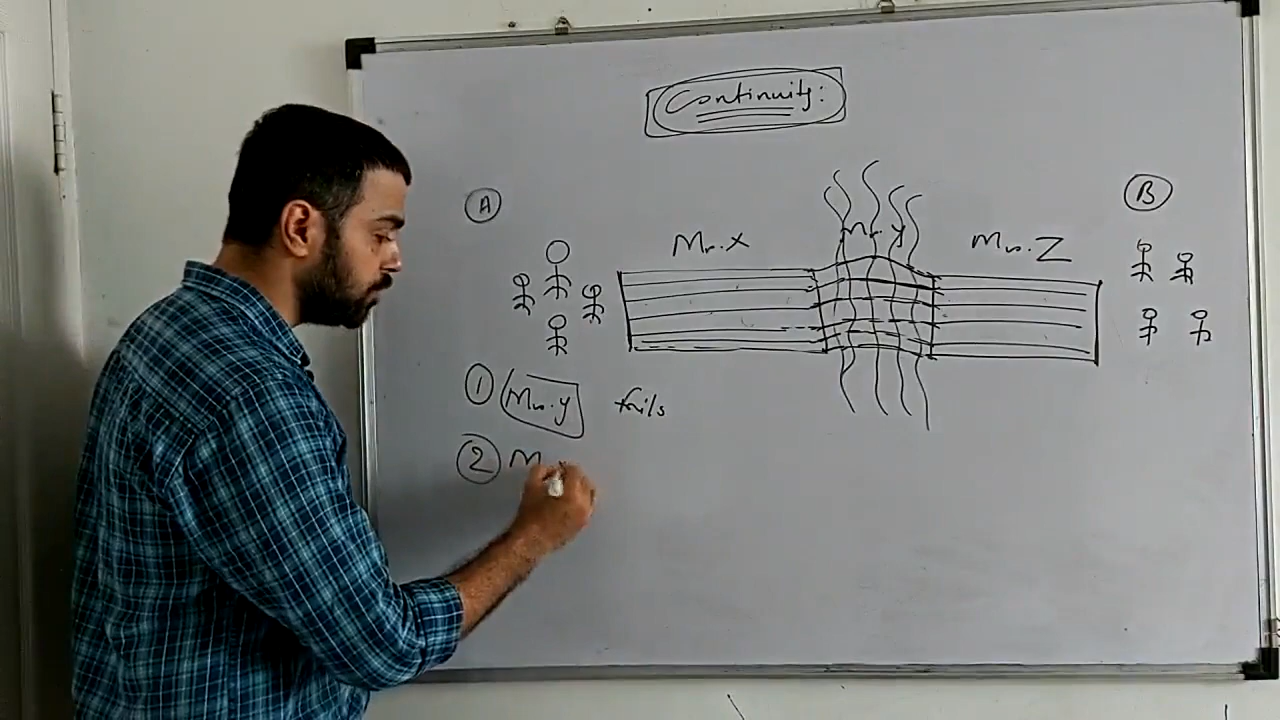 Continuity:
A
B
Mr. X
Mr. Y
Mr. Z
1 Mr. Y fails
2 M